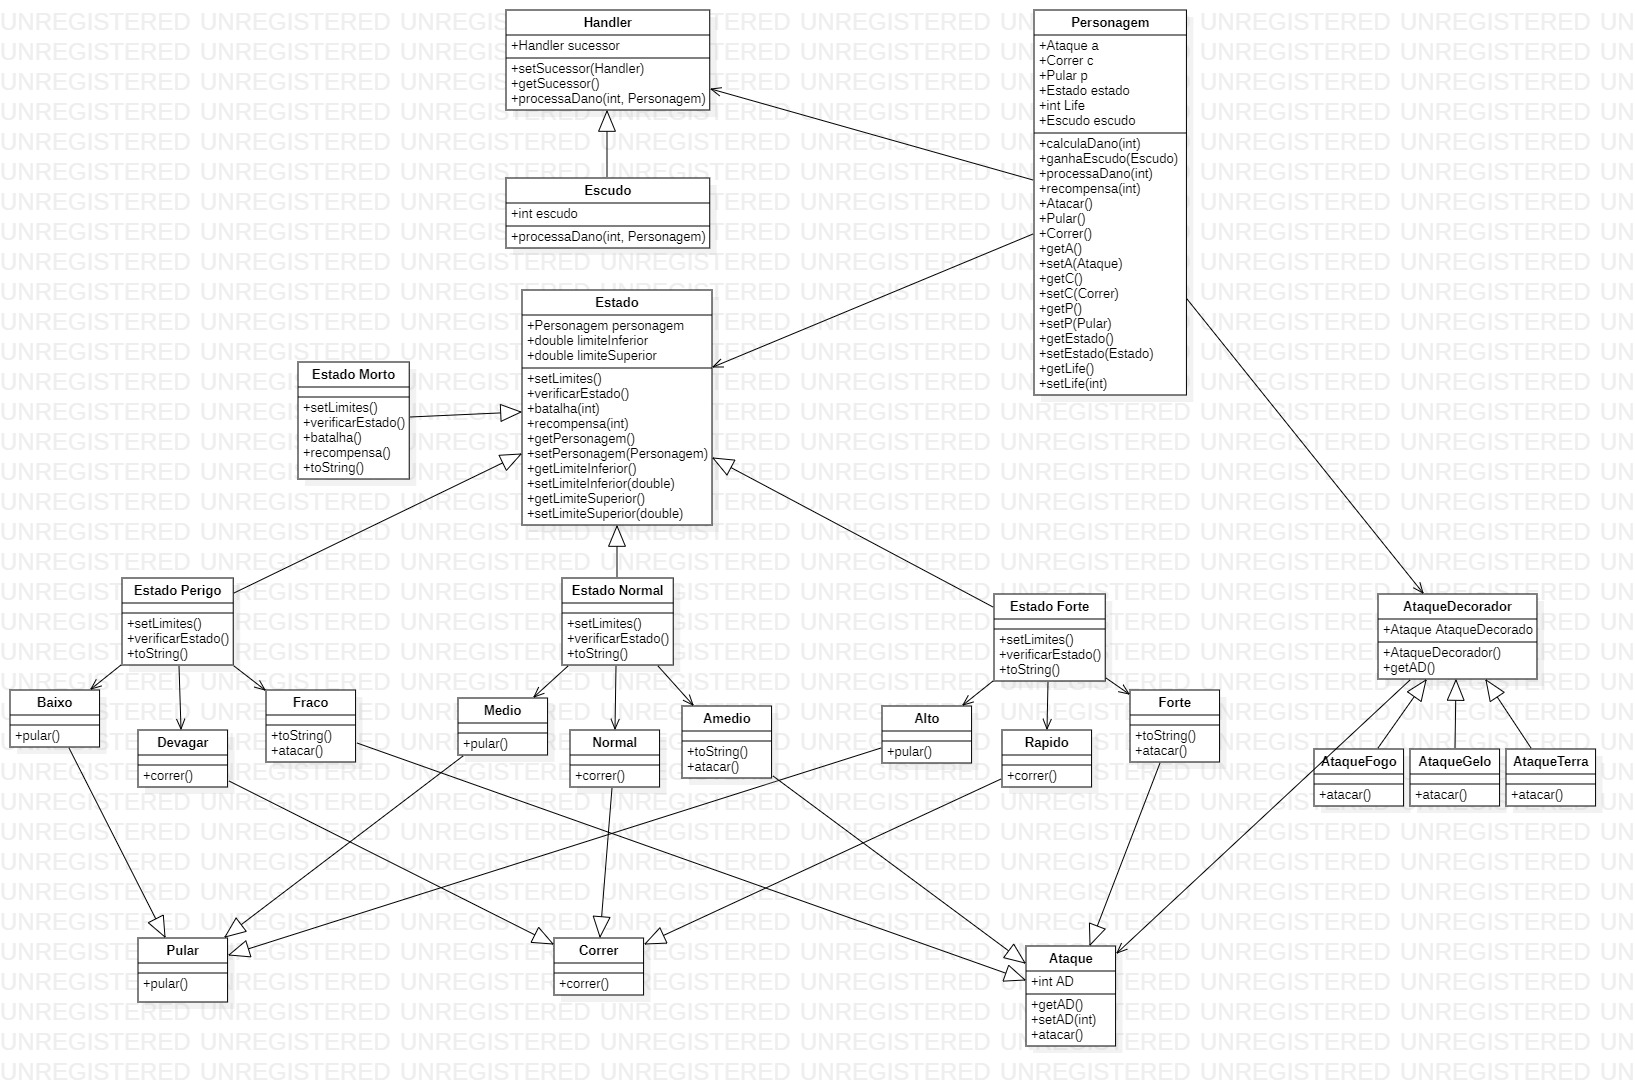 Handler
+Handler sucessor
+setSucessor(Handler)
+getSucessor()
+processaDano(int, Personagem)
Personagem
+Ataque a
+Correr c
+Pular p
+Estado estado
+int Life
+Escudo escudo
+calculaDano(int)
+ganhaEscudo(Escudo)
+processaDano(int)
+recompensa(int)
+Atacar()
+Pular()
+Correr()
+getA()
+setA(Ataque)
+getC()
+setC(Correr)
+getP()
+setP(Pular)
+getEstado()
+setEstado(Estado)
+getLife()
+setLife(int)
Escudo
+int escudo
+processaDano(int, Personagem)
Estado
+Personagem personagem
+double limiteInferior
+double limiteSuperior
+setLimites()
+verificarEstado()
+batalha(int)
+recompensa(int)
+getPersonagem()
+setPersonagem(Personagem)
+getLimiteInferior()
+setLimiteInferior(double)
+getLimiteSuperior()
+setLimiteSuperior(double)
Estado Morto
+setLimites()
+verificarEstado()
+batalha()
+recompensa()
+toString()
Estado Perigo
+setLimites()
+verificarEstado()
+toString()
Estado Normal
+setLimites()
+verificarEstado()
+toString()
Estado Forte
+setLimites()
+verificarEstado()
+toString()
AtaqueDecorador
+Ataque AtaqueDecorado
+AtaqueDecorador()
+getAD()
Baixo
+pular()
Devagar
+correr()
Fraco
+toString()
+atacar()
Medio
+pular()
Normal
+correr()
Amedio
+toString()
+atacar()
Alto
+pular()
Rapido
+correr()
Forte
+toString()
+atacar()
AtaqueFogo
+atacar()
AtaqueGelo
+atacar()
AtaqueTerra
+atacar()
Pular
+pular()
Correr
+correr()
Ataque
+int AD
+getAD()
+setAD(int)
+atacar()
UNREGISTERED